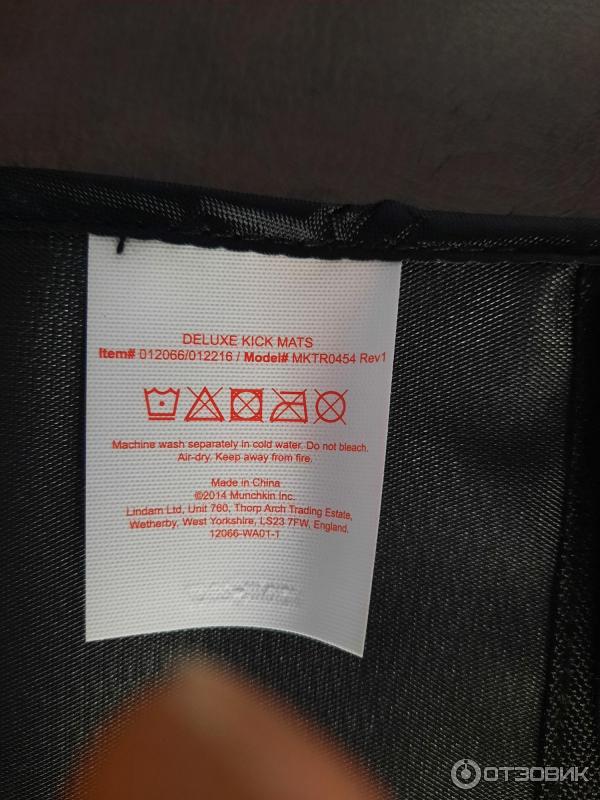 DELUXE KICK MATS
Item# 012066/012216 / Model# MKTR0454 Rev1
Machine wash separately in cold water. Do not bleach.
Air-dry. Keep away from fire.
Made in China
©2014 Munchkin Inc.
Lindam Ltd, Unit 760, Thorp Arch Trading Estate,
Wetherby, West Yorkshire, LS23 7FW, England.
12066-WA01-T
ОТЗОВИК